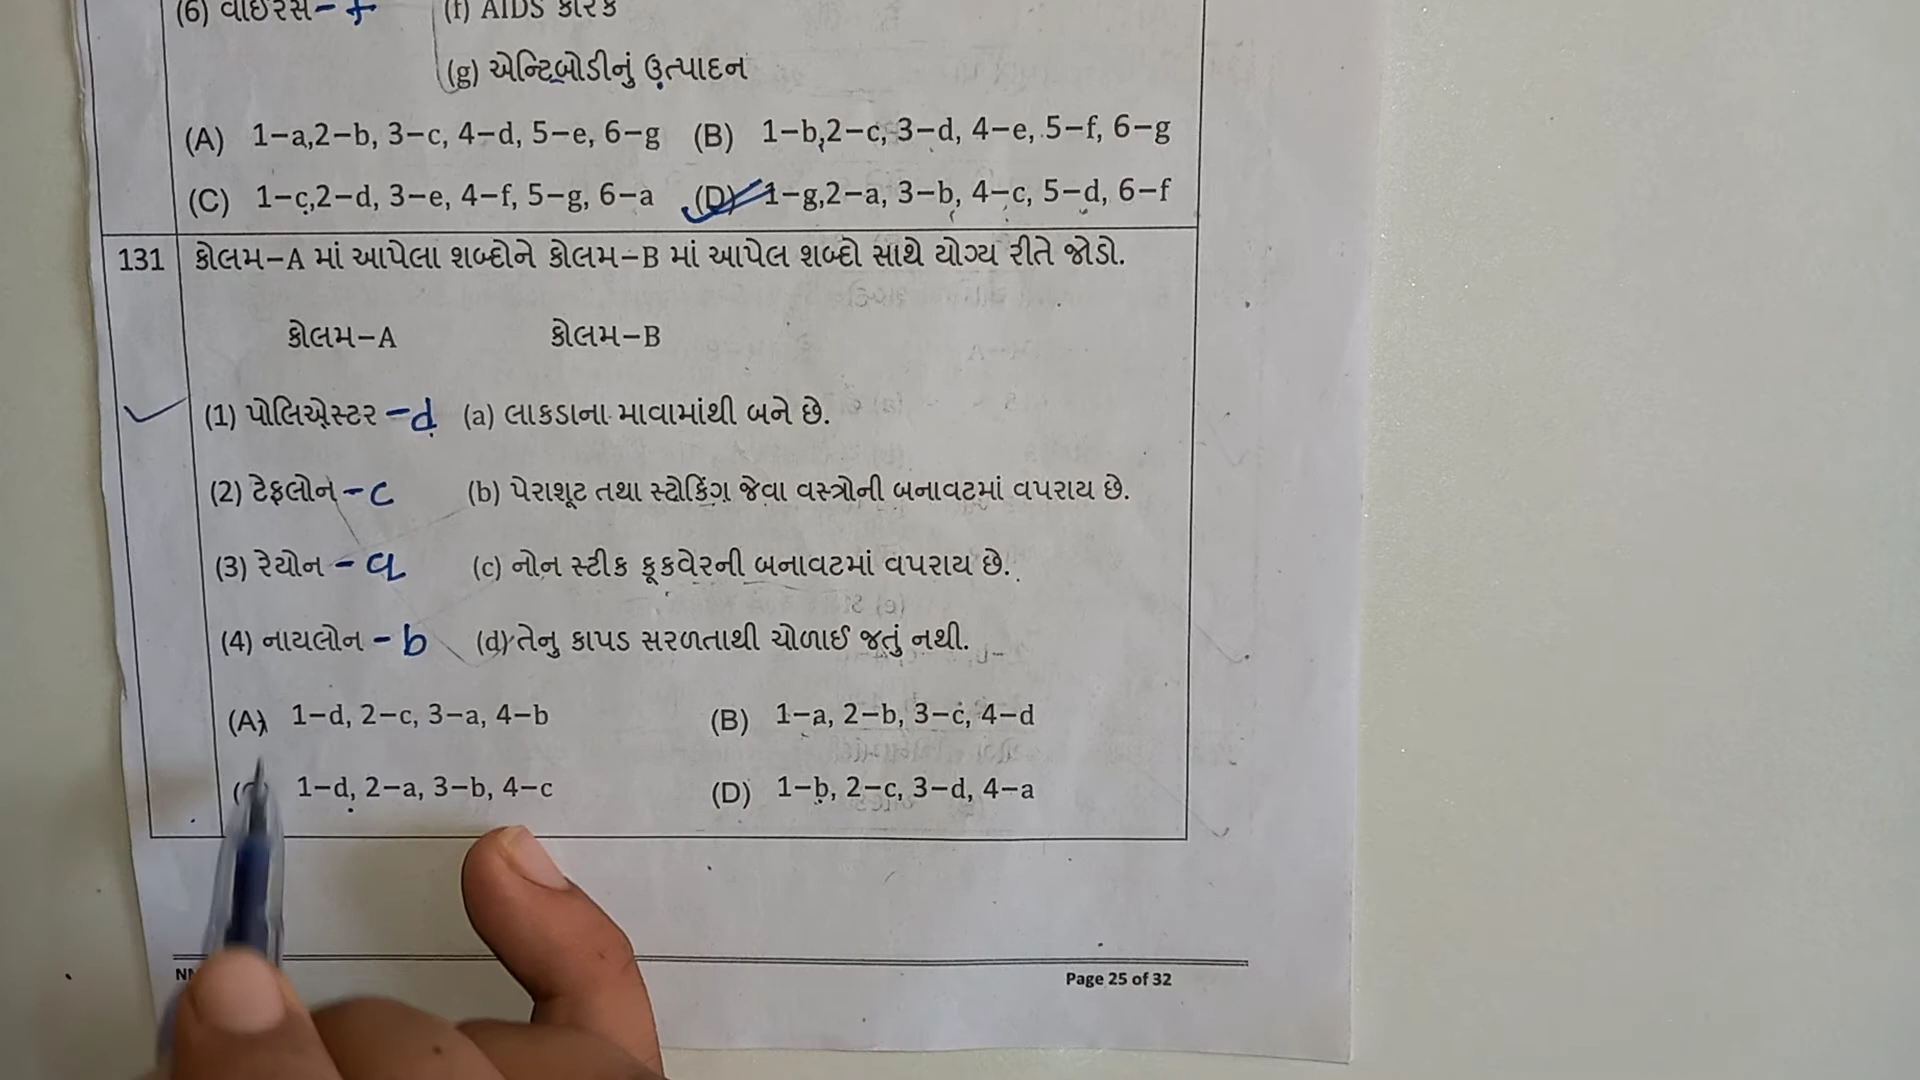 (6) વાઇરસ– f (f) AIDS કારક
(g) એન્ટિબોડીનું ઉત્પાદન
(A) 1–a,2–b, 3–c, 4–d, 5–e, 6–g (B) 1–b,2–c, 3–d, 4–e, 5–f, 6–g
(C) 1–c,2–d, 3–e, 4–f, 5–g, 6–a (D) 1–g,2–a, 3–b, 4–c, 5–d, 6–f
131 કોલમ–A માં આપેલા શબ્દોને કોલમ–B માં આપેલ શબ્દો સાથે યોગ્ય રીતે જોડો.
કોલમ–A કોલમ–B
(1) પોલિએસ્ટર –d (a) લાકડાના માવામાંથી બને છે.
(2) ટેફલોન –c (b) પેરાશૂટ તથા સ્ટોકિંગ જેવા વસ્ત્રોની બનાવટમાં વપરાય છે.
(3) રેયોન –a (c) નોન સ્ટીક કૂકવેરની બનાવટમાં વપરાય છે.
(4) નાયલોન –b (d) તેનુ કાપડ સરળતાથી ચોળાઈ જતું નથી.
(A) 1–d, 2–c, 3–a, 4–b (B) 1–a, 2–b, 3–c, 4–d
(C) 1–d, 2–a, 3–b, 4–c (D) 1–b, 2–c, 3–d, 4–a
Page 25 of 32